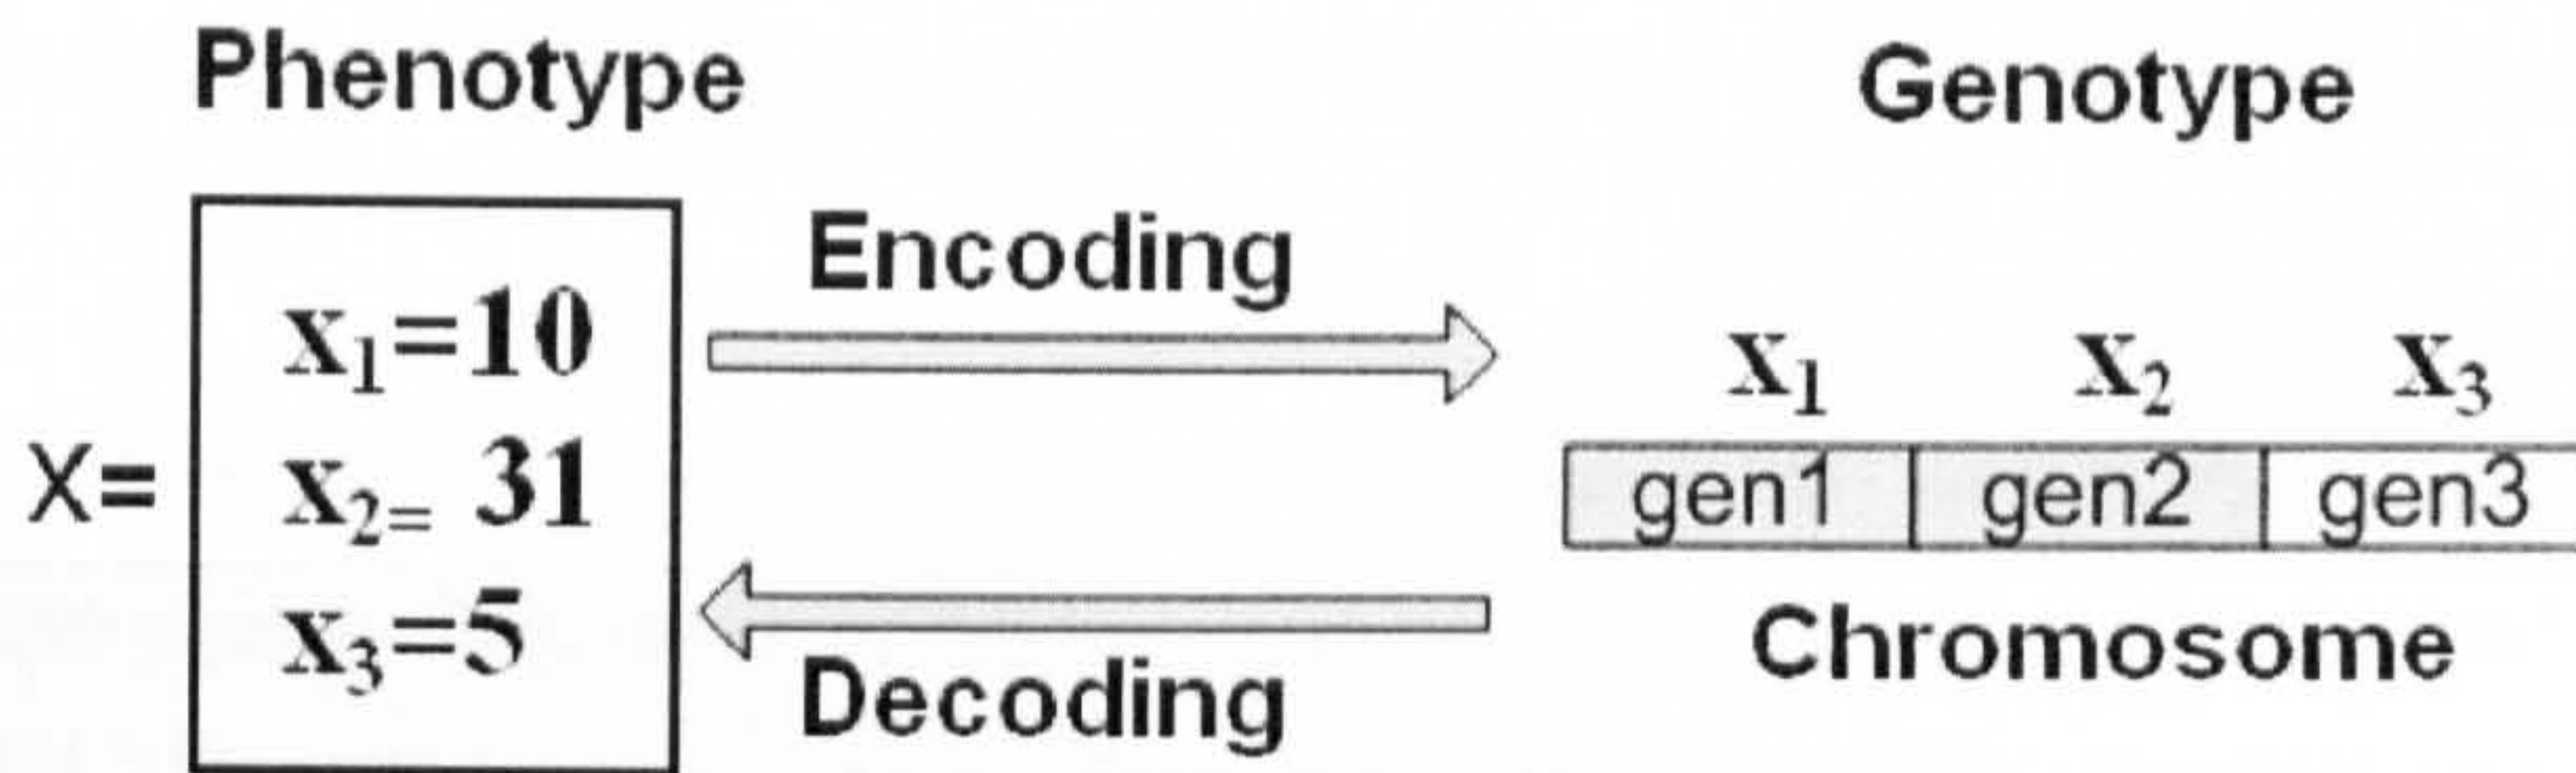 Phenotype
Genotype
Encoding
X=
x₁=10
x₂= 31
x₃=5
x₁ x₂ x₃
gen1 gen2 gen3
Decoding
Chromosome